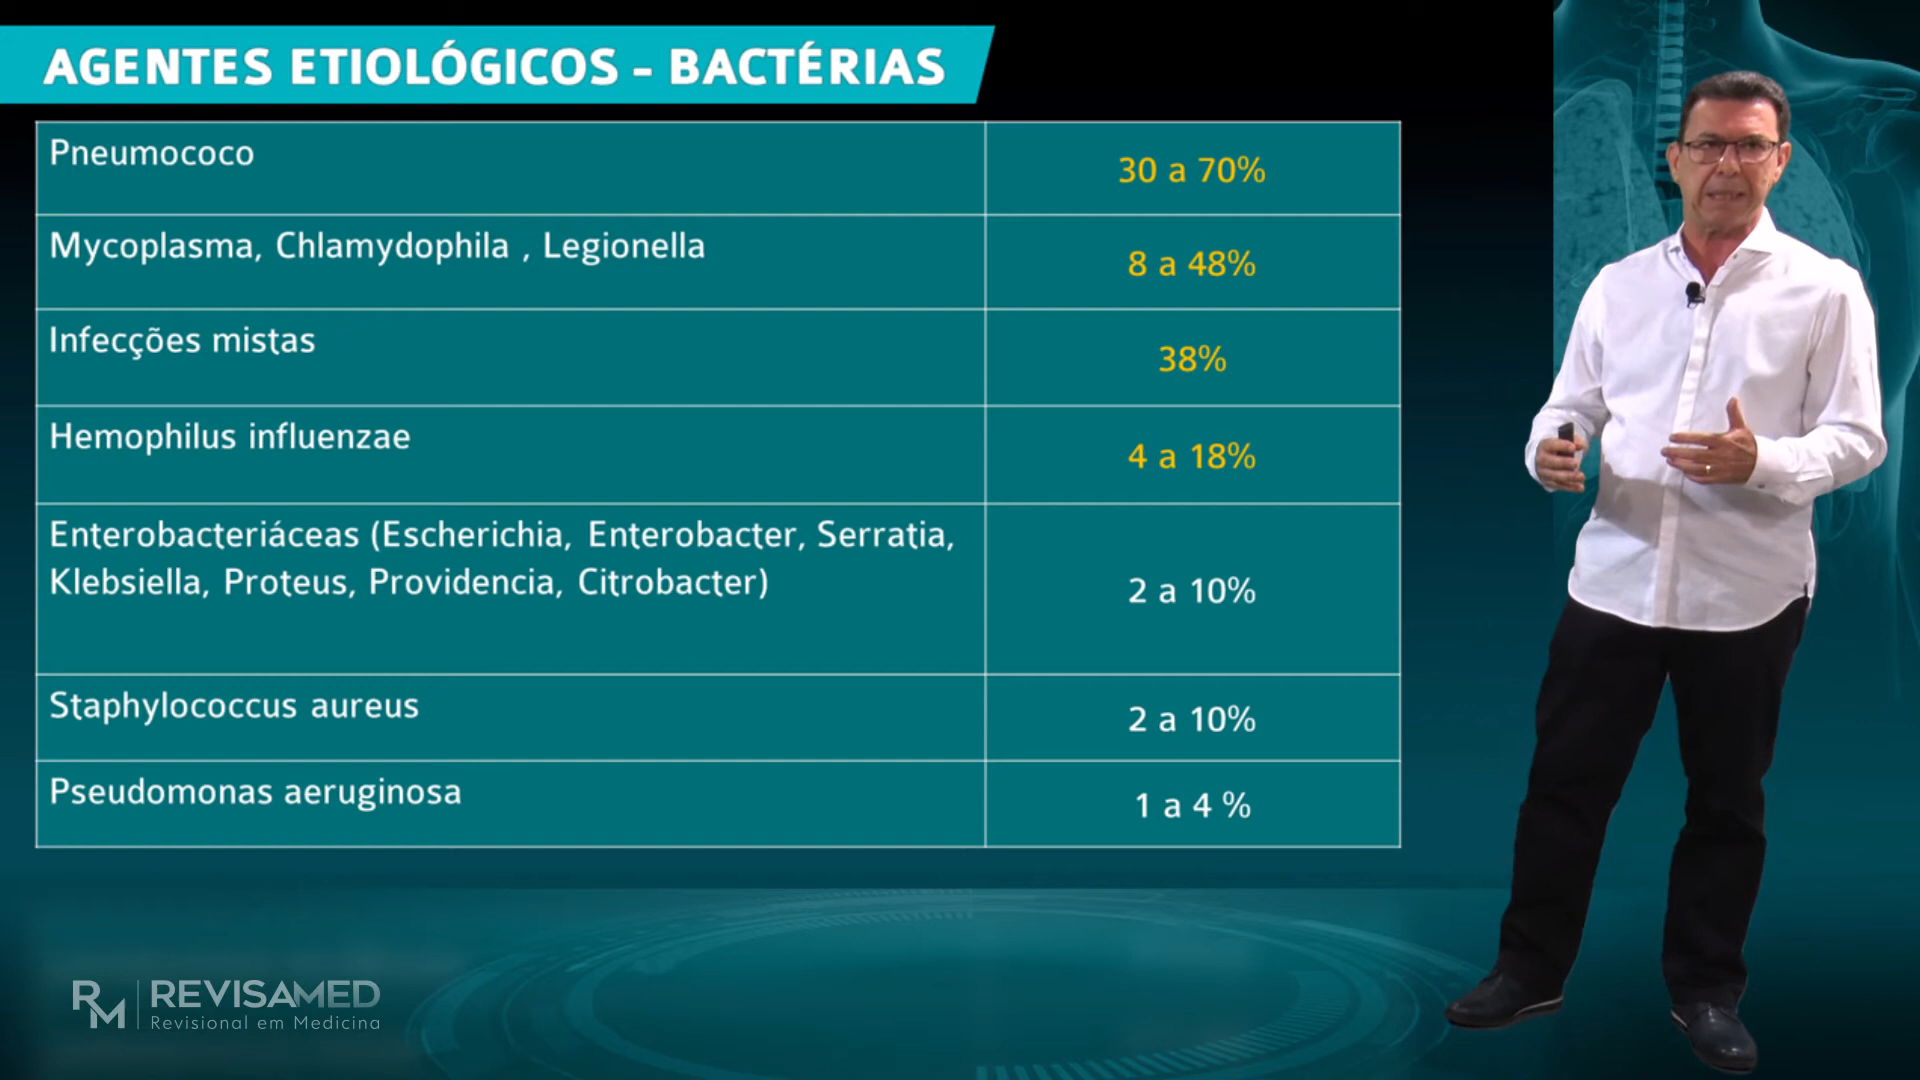 AGENTES ETIOLÓGICOS - BACTÉRIAS
Pneumococo
30 a 70%
Mycoplasma, Chlamydophila , Legionella
8 a 48%
Infecções mistas
38%
Hemophilus influenzae
4 a 18%
Enterobacteriáceas (Escherichia, Enterobacter, Serratia,
Klebsiella, Proteus, Providencia, Citrobacter)
2 a 10%
Staphylococcus aureus
2 a 10%
Pseudomonas aeruginosa
1 a 4 %
RM
REVISAMED
Revisional em Medicina